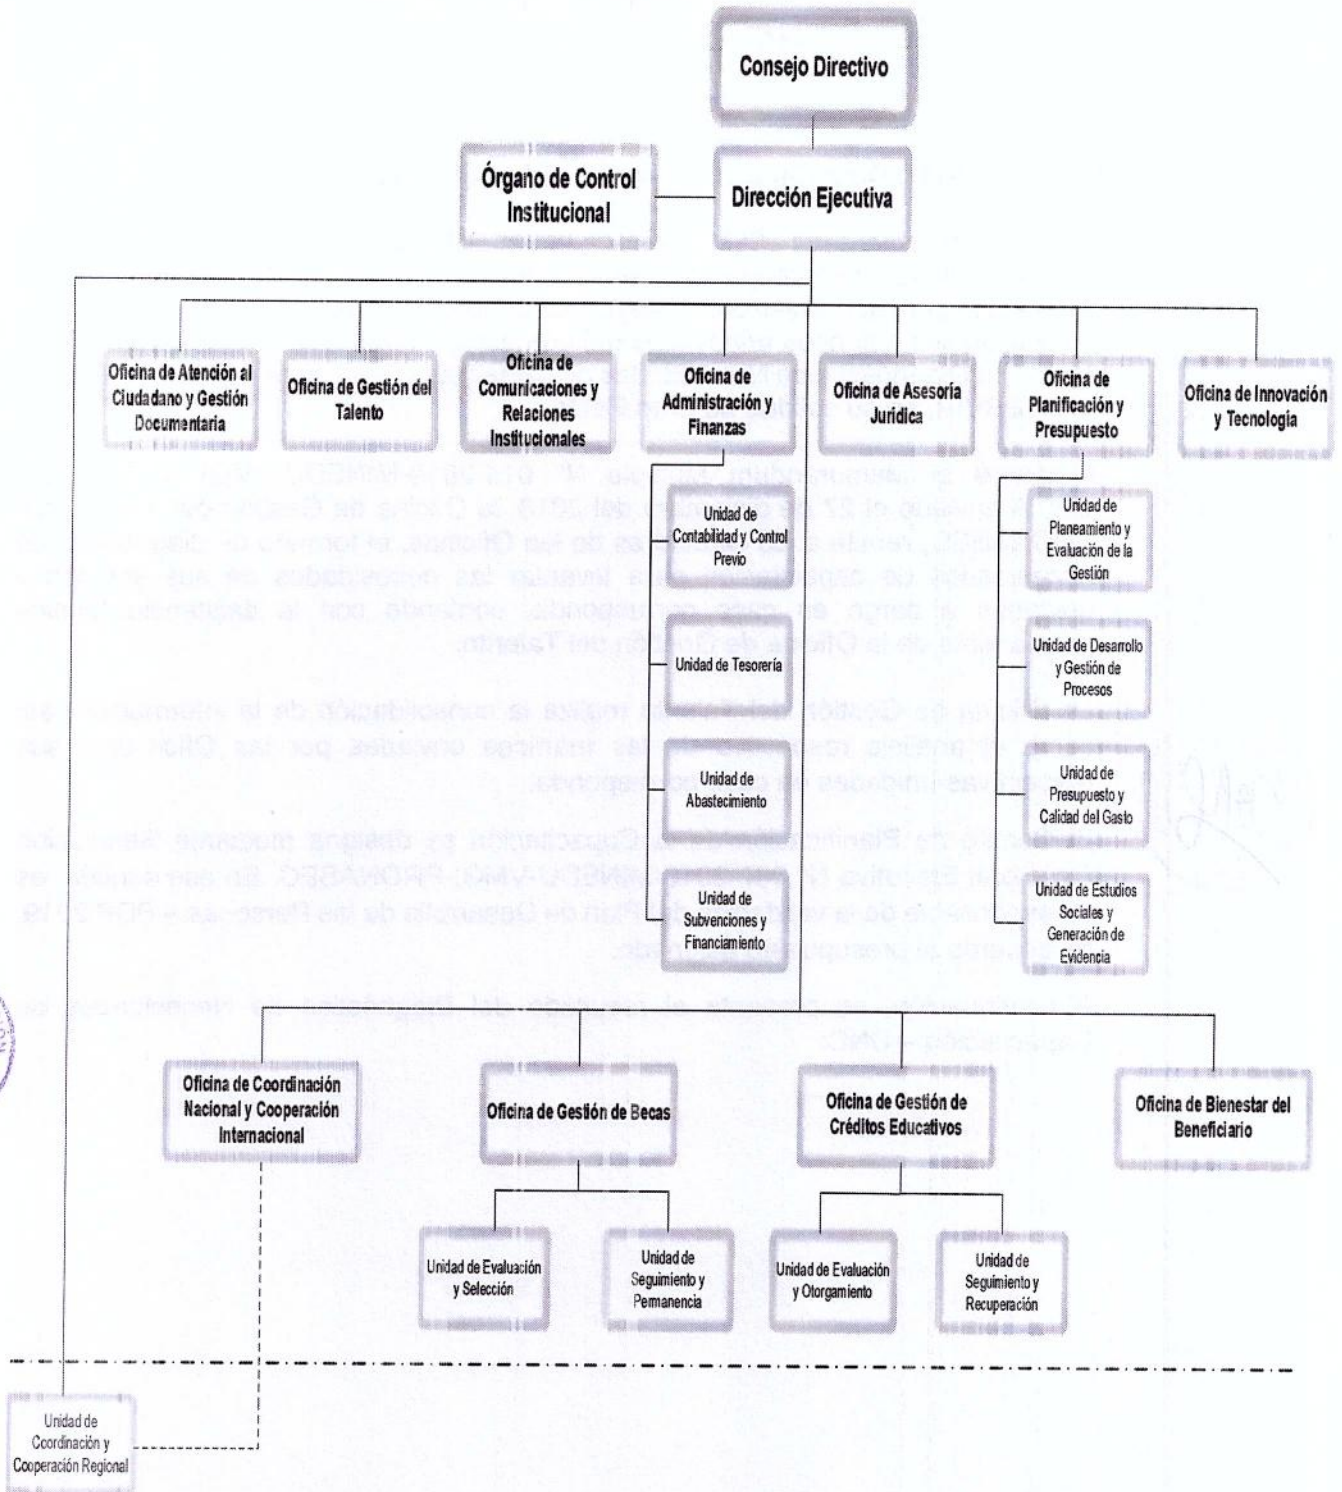 Consejo Directivo
Órgano de Control
Institucional
Dirección Ejecutiva
Oficina de Atención al
Ciudadano y Gestión
Documentaria
Oficina de Gestión del
Talento
Oficina de
Comunicaciones y
Relaciones
Institucionales
Oficina de
Administración y
Finanzas
Oficina de Asesoría
Jurídica
Oficina de
Planificación y
Presupuesto
Oficina de Innovación
y Tecnología
Unidad de
Contabilidad y Control
Previo
Unidad de Tesorería
Unidad de
Abastecimiento
Unidad de
Subvenciones y
Financiamiento
Unidad de
Planeamiento y
Evaluación de la
Gestión
Unidad de Desarrollo
y Gestión de
Procesos
Unidad de
Presupuesto y
Calidad del Gasto
Unidad de Estudios
Sociales y
Generación de
Evidencia
Oficina de Coordinación
Nacional y Cooperación
Internacional
Oficina de Gestión de Becas
Oficina de Gestión de
Créditos Educativos
Oficina de Bienestar del
Beneficiario
Unidad de Evaluación
y Selección
Unidad de
Seguimiento y
Permanencia
Unidad de Evaluación
y Otorgamiento
Unidad de
Seguimiento y
Recuperación
Unidad de
Coordinación y
Cooperación Regional